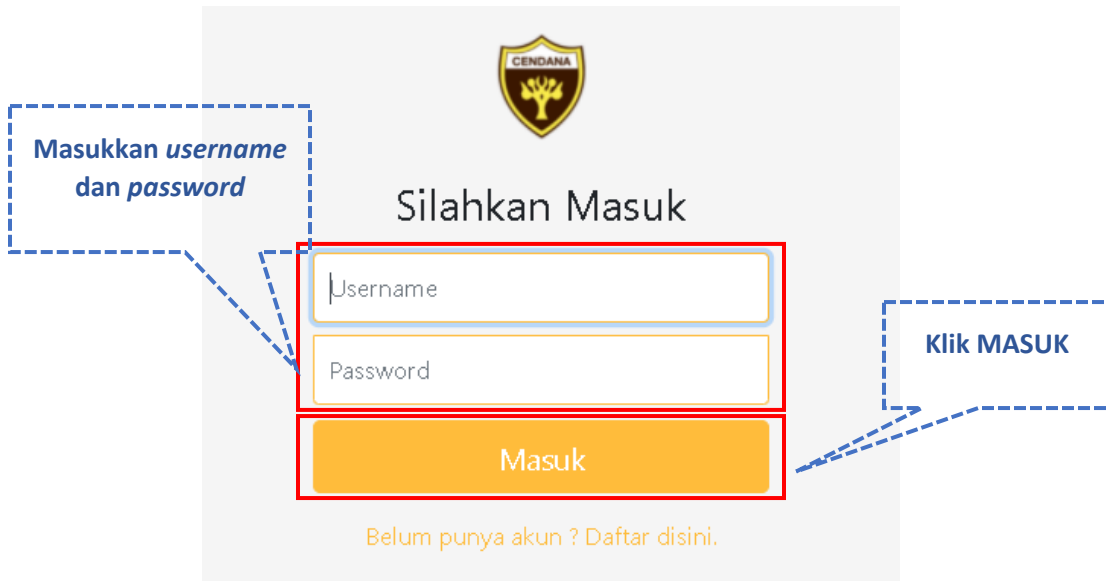 CENDANA
Masukkan username
dan password
Silahkan Masuk
Username
Password
Klik MASUK
Masuk
Belum punya akun ? Daftar disini.